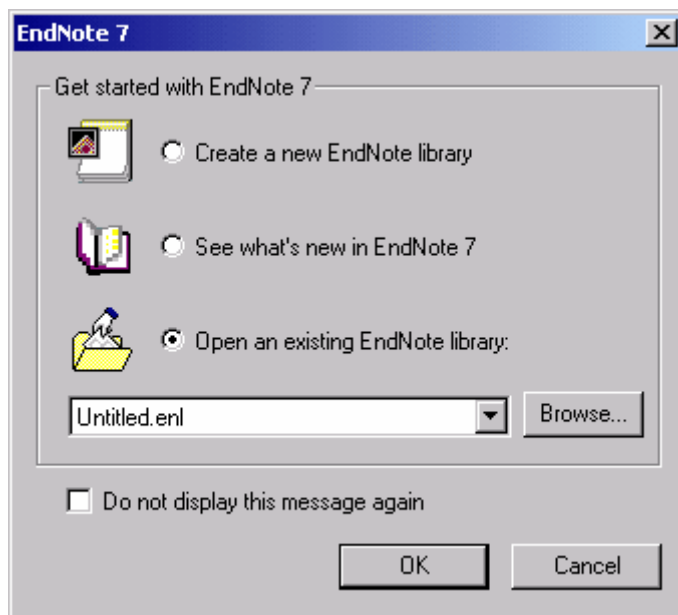 EndNote 7
Get started with EndNote 7
Create a new EndNote library
See what's new in EndNote 7
Open an existing EndNote library:
Untitled.enl
Browse...
Do not display this message again
OK
Cancel